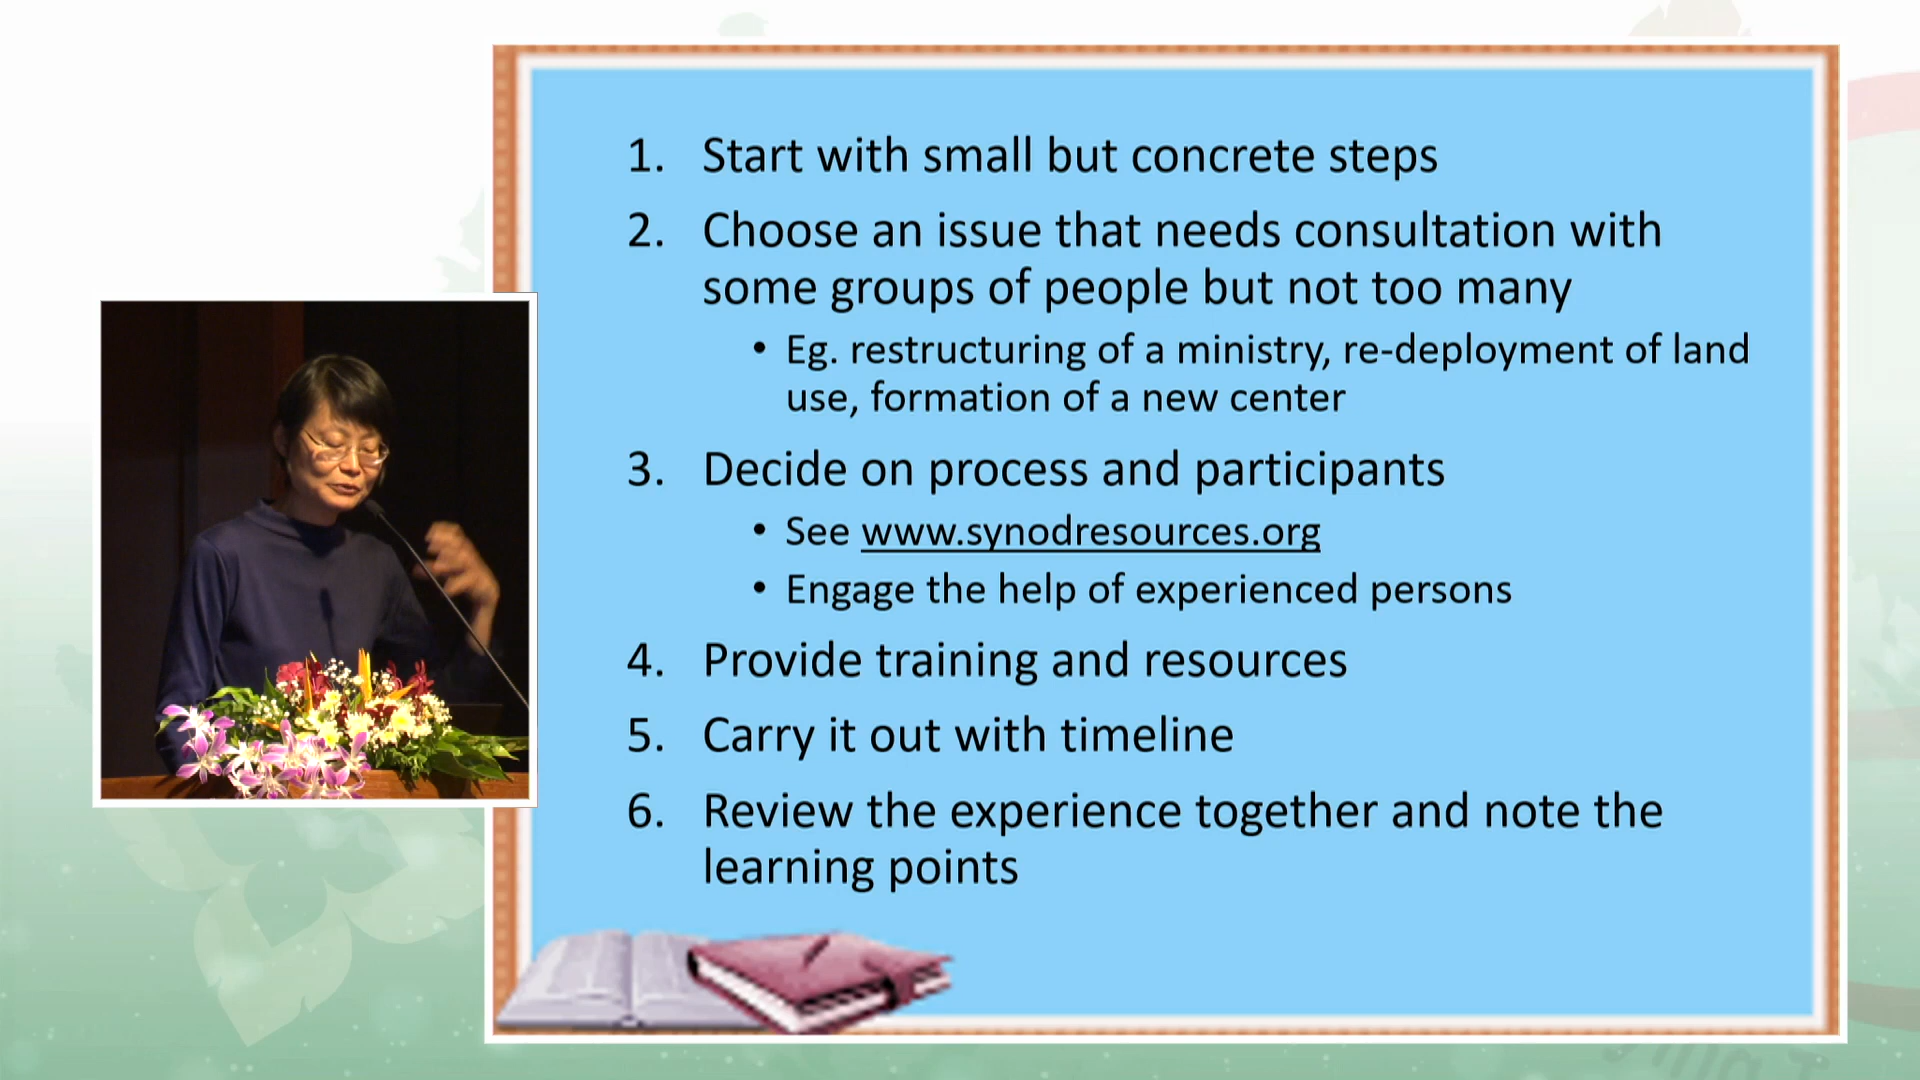 1. Start with small but concrete steps
2. Choose an issue that needs consultation with
some groups of people but not too many
• Eg. restructuring of a ministry, re-deployment of land
use, formation of a new center
3. Decide on process and participants
• See www.synodresources.org
• Engage the help of experienced persons
4. Provide training and resources
5. Carry it out with timeline
6. Review the experience together and note the
learning points